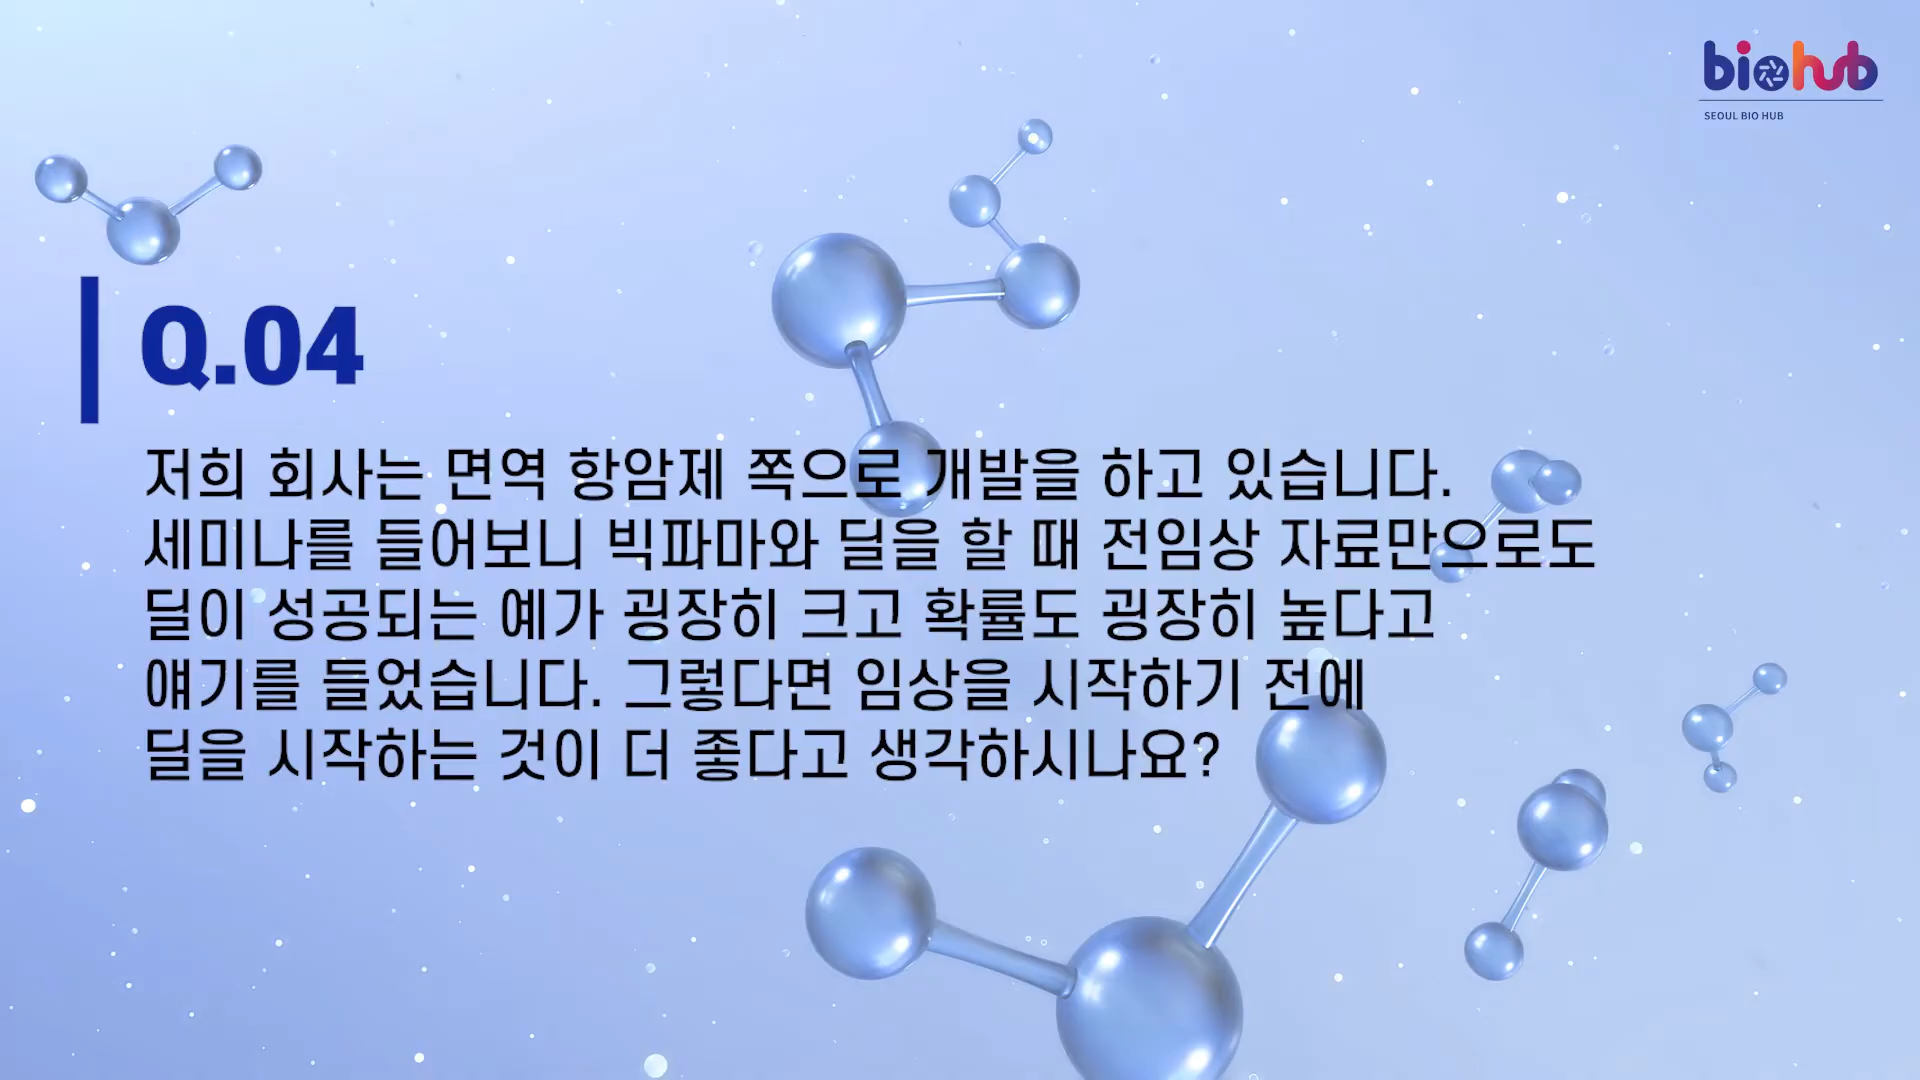 biohub
SEOUL BIO HUB
Q.04
저희 회사는 면역 항암제 쪽으로 개발을 하고 있습니다.
세미나를 들어보니 빅파마와 딜을 할 때 전임상 자료만으로도
딜이 성공되는 예가 굉장히 크고 확률도 굉장히 높다고
얘기를 들었습니다. 그렇다면 임상을 시작하기 전에
딜을 시작하는 것이 더 좋다고 생각하시나요?